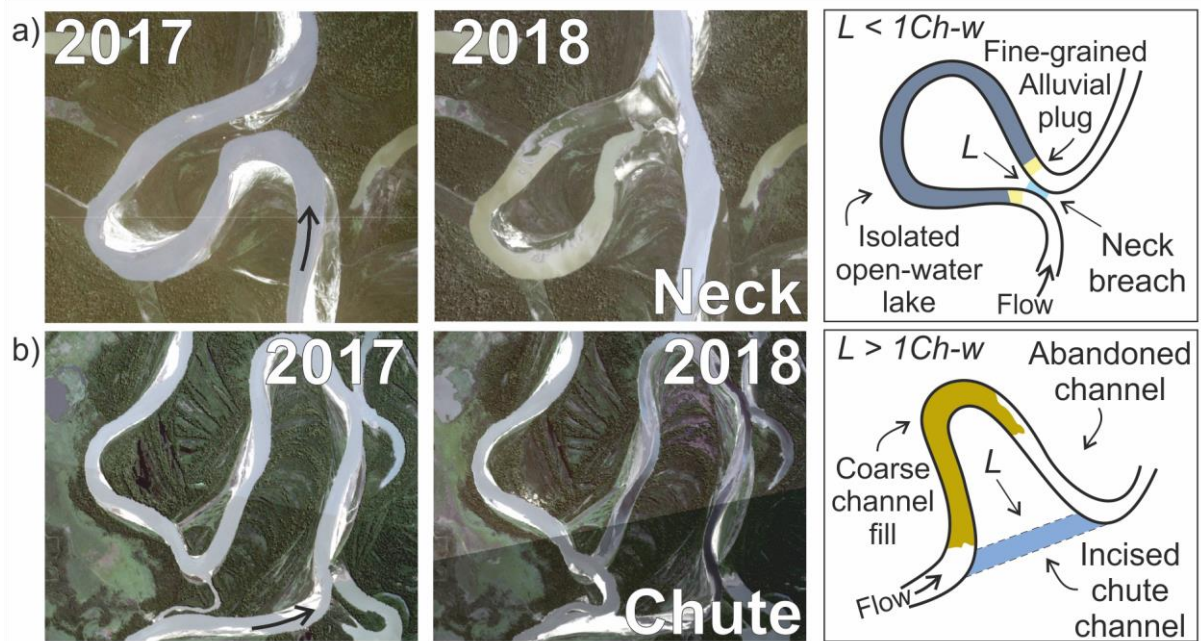 a)
2017
2018
Neck
L < 1Ch-w
Fine-grained
Alluvial
plug
L
Isolated
open-water
lake
Flow
Neck
breach
b)
2017
2018
Chute
L > 1Ch-w
Abandoned
channel
Coarse
channel
fill
L
Flow
Incised
chute
channel